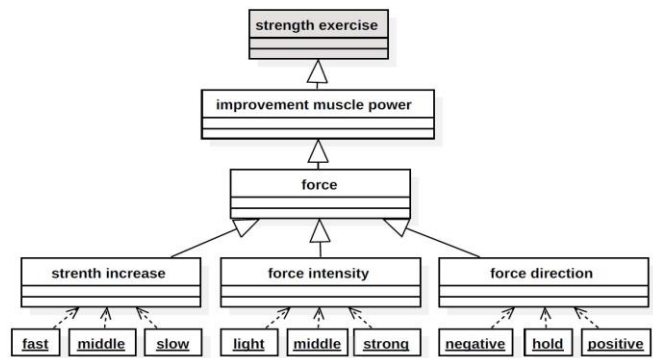 strength exercise
improvement muscle power
force
strenth increase
force intensity
force direction
fast
middle
slow
light
middle
strong
negative
hold
positive